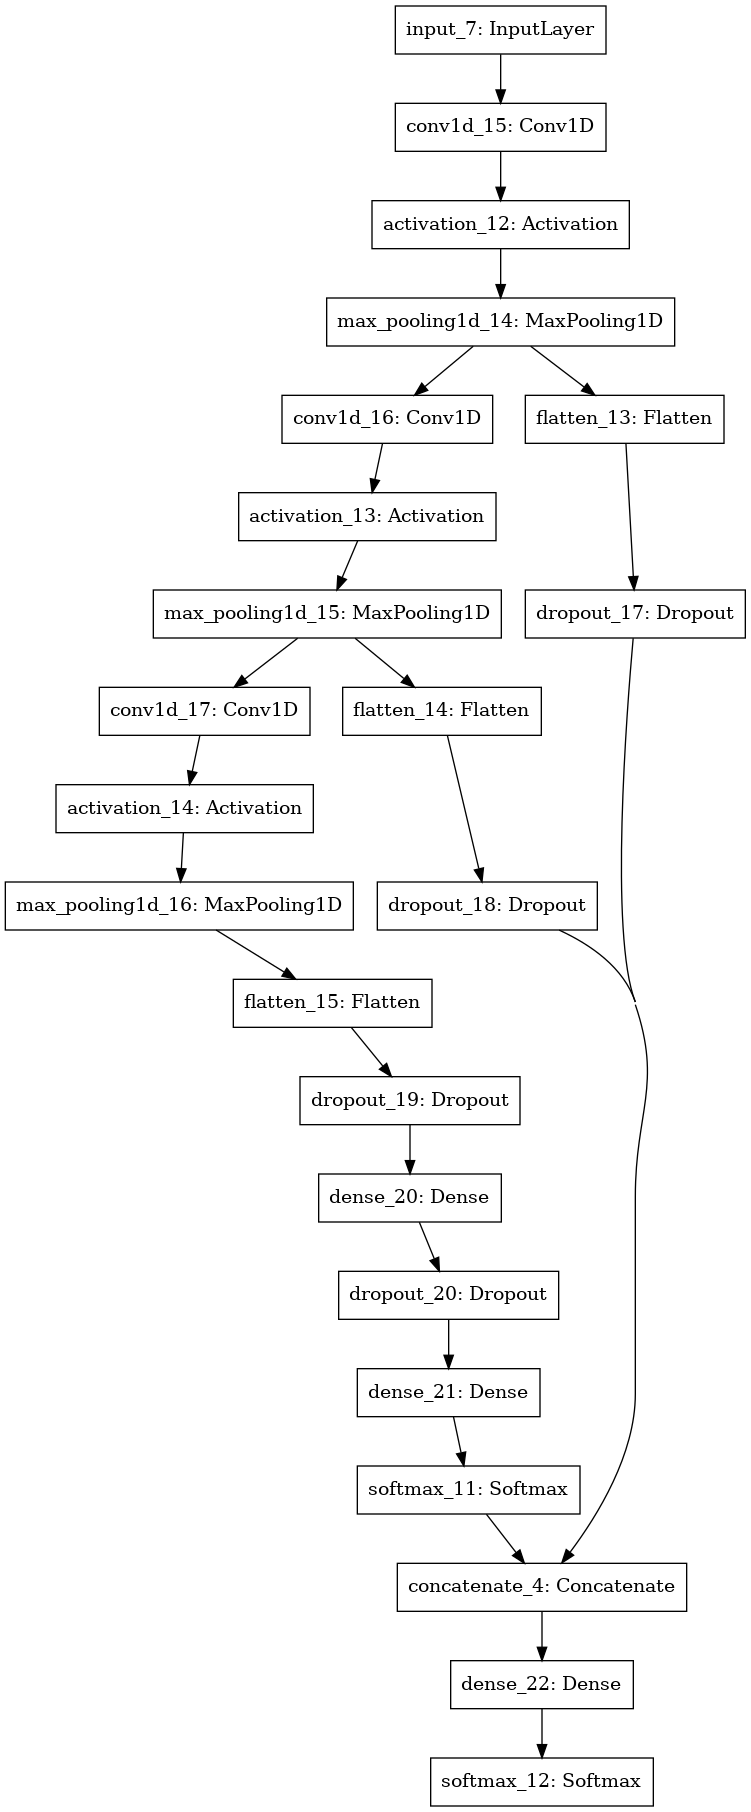 input_7: InputLayer
conv1d_15: Conv1D
activation_12: Activation
max_pooling1d_14: MaxPooling1D
conv1d_16: Conv1D
flatten_13: Flatten
activation_13: Activation
max_pooling1d_15: MaxPooling1D
dropout_17: Dropout
conv1d_17: Conv1D
flatten_14: Flatten
activation_14: Activation
max_pooling1d_16: MaxPooling1D
dropout_18: Dropout
flatten_15: Flatten
dropout_19: Dropout
dense_20: Dense
dropout_20: Dropout
dense_21: Dense
softmax_11: Softmax
concatenate_4: Concatenate
dense_22: Dense
softmax_12: Softmax